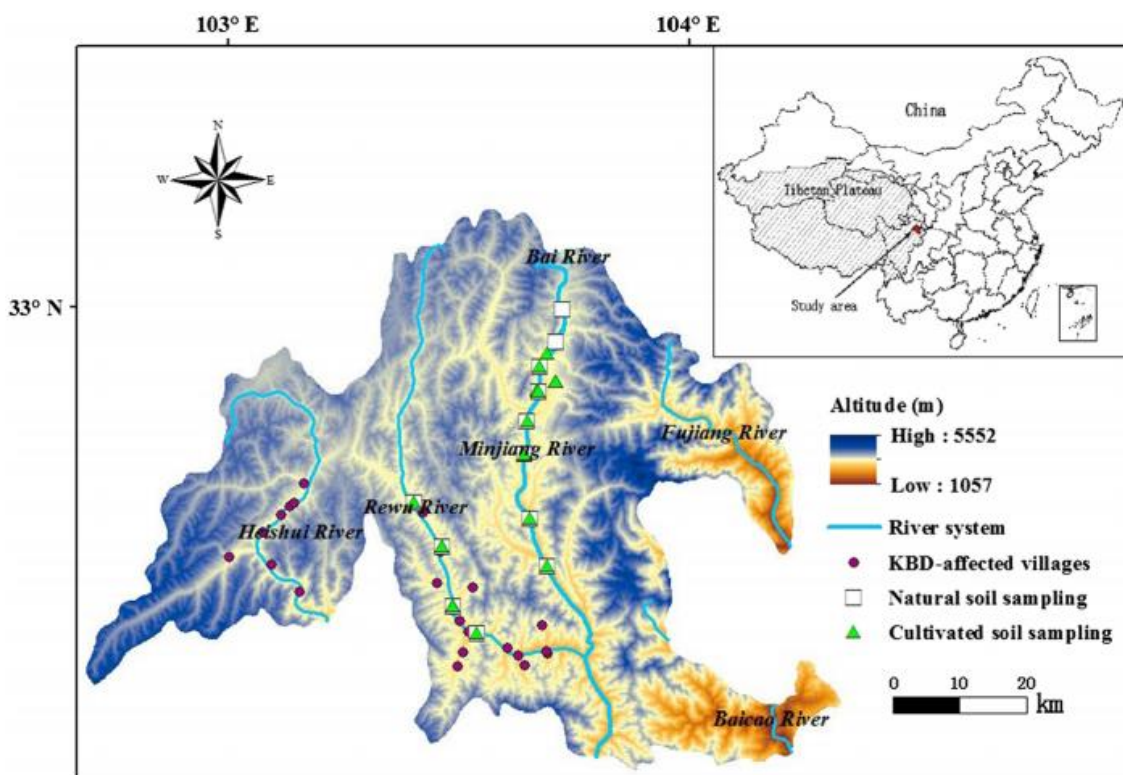 103° E
104° E
China
N
W
E
S
Tibetan Plateau
Study area
Bai River
33° N
Altitude (m)
High : 5552
Low : 1057
Fujiang River
Minjiang River
Rewu River
Heishui River
River system
KBD-affected villages
Natural soil sampling
Cultivated soil sampling
0 10 20
km
Baicao River